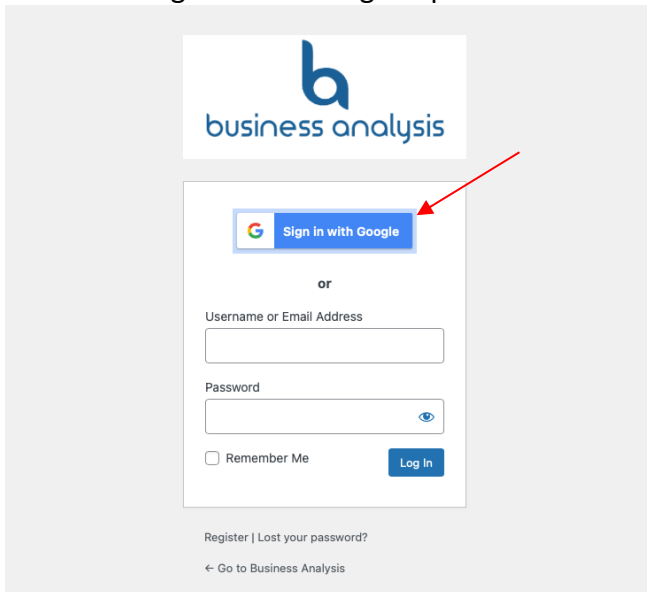 business analysis
Sign in with Google
or
Username or Email Address
Password
Remember Me
Log In
Register | Lost your password?
← Go to Business Analysis